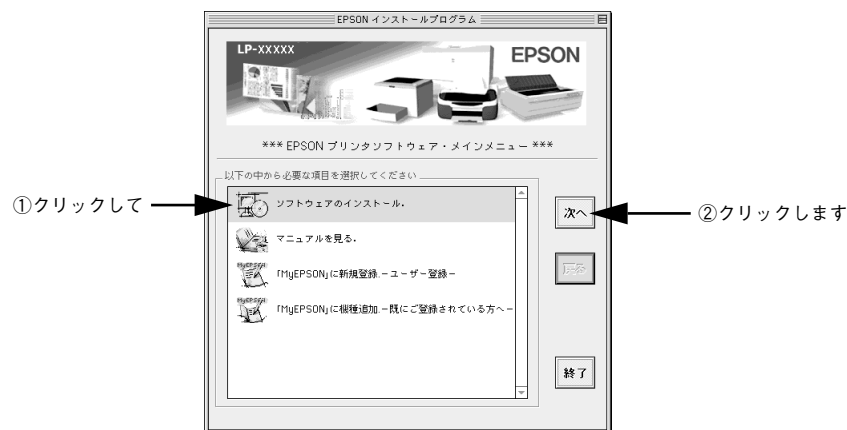 EPSON インストールプログラム
LP-XXXXX
EPSON
*** EPSON プリンタソフトウェア・メインメニュー ***
以下の中から必要な項目を選択してください
①クリックして
ソフトウェアのインストール.
次へ
②クリックします
マニュアルを見る.
「MyEPSON」に新規登録.−ユーザー登録−
戻る
「MyEPSON」に機種追加.−既にご登録されている方へ−
終了